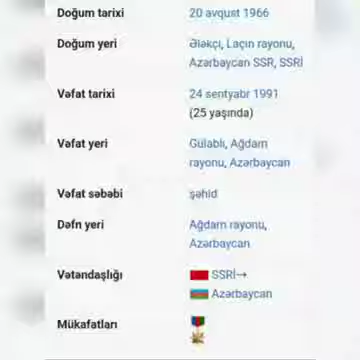 Doğum tarixi 20 avqust 1966
Doğum yeri Ələkçi, Laçın rayonu,
Azərbaycan SSR, SSRİ
Vəfat tarixi 24 sentyabr 1991
(25 yaşında)
Vəfat yeri Gülablı, Ağdam
rayonu, Azərbaycan
Vəfat səbəbi şəhid
Dəfn yeri Ağdam rayonu,
Azərbaycan
Vətəndaşlığı SSRİ→
Azərbaycan
Mükafatları